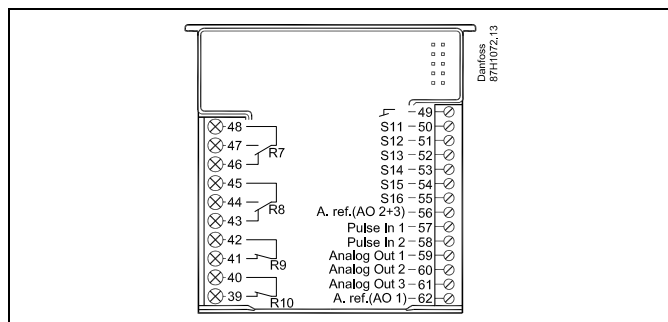 Danfoss
87H1072.13
48
47
R7
46
45
44
R8
43
42
41
R9
40
39
R10
49
S11 50
S12 51
S13 52
S14 53
S15 54
S16 55
A. ref.(AO 2+3) 56
Pulse In 1 57
Pulse In 2 58
Analog Out 1 59
Analog Out 2 60
Analog Out 3 61
A. ref.(AO 1) 62